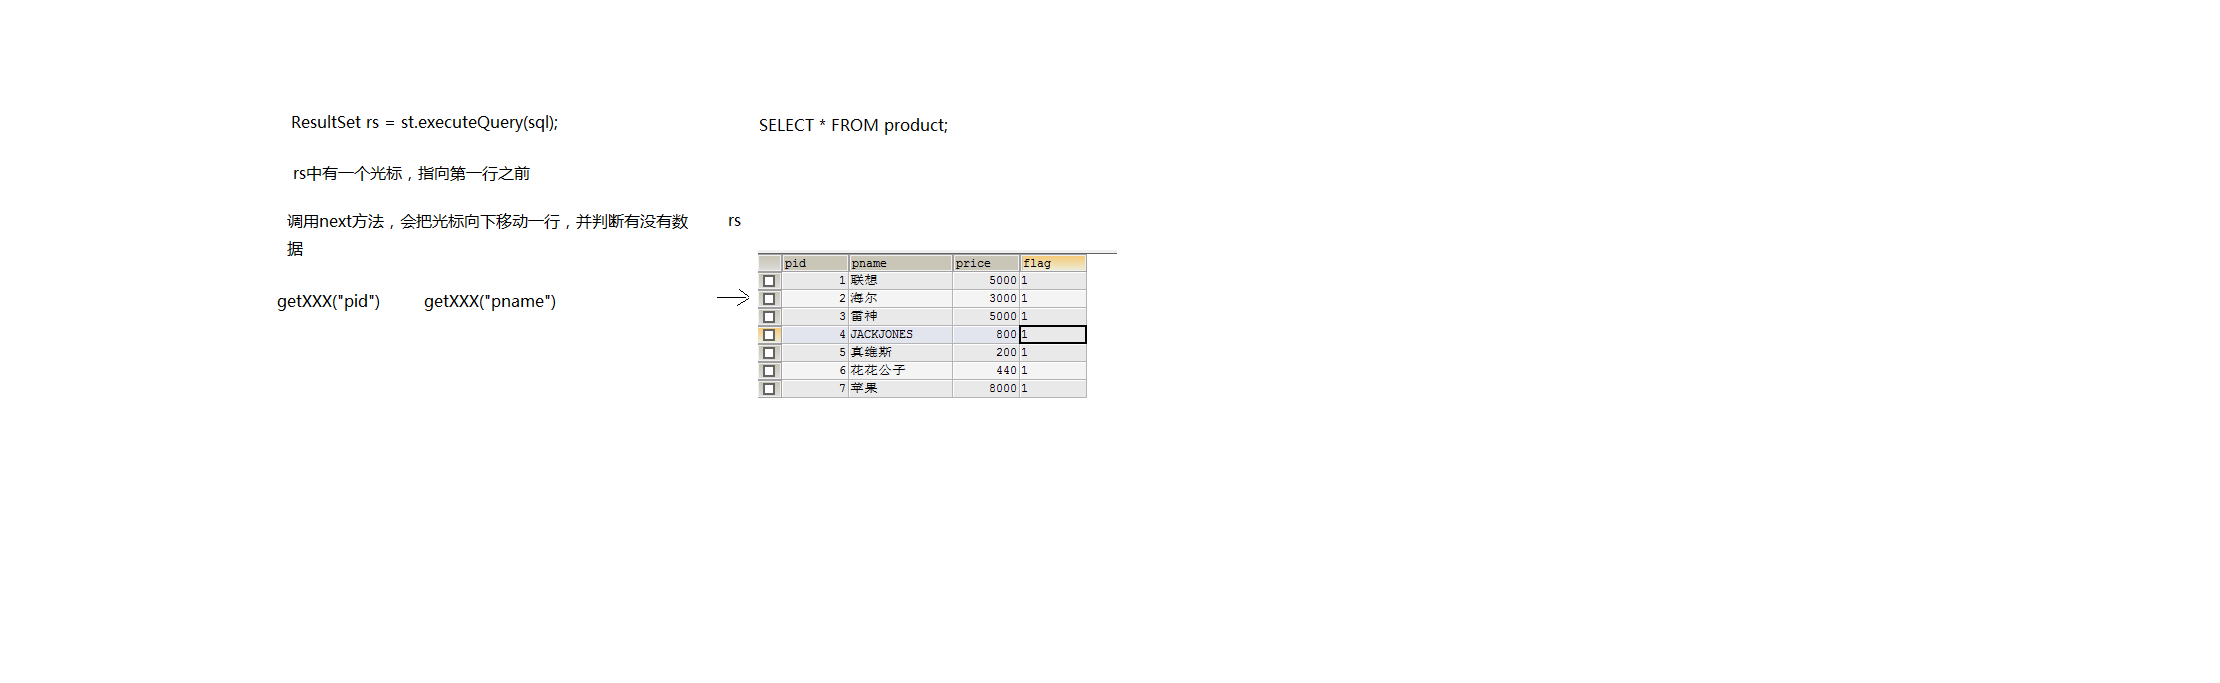 ResultSet rs = st.executeQuery(sql);
SELECT * FROM product;
rs中有一个光标，指向第一行之前
调用next方法，会把光标向下移动一行，并判断有没有数
据
rs
getXXX("pid") getXXX("pname")
pid pname price flag
1 联想 5000 1
2 海尔 3000 1
3 雷神 5000 1
4 JACKJONES 800 1
5 真维斯 200 1
6 花花公子 440 1
7 苹果 8000 1